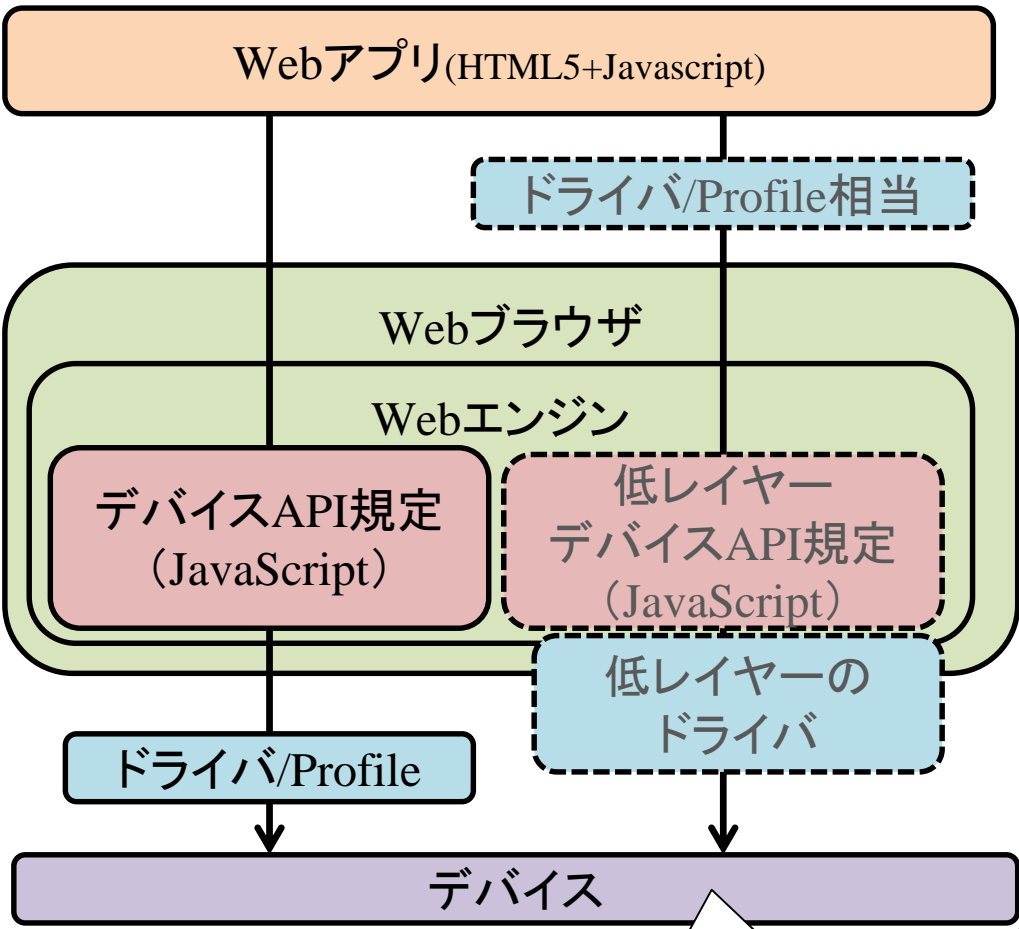 Webアプリ(HTML5+Javascript)
ドライバ/Profile相当
Webブラウザ
Webエンジン
デバイスAPI規定
（JavaScript）
低レイヤー
デバイスAPI規定
（JavaScript）
低レイヤーの
ドライバ
ドライバ/Profile
デバイス